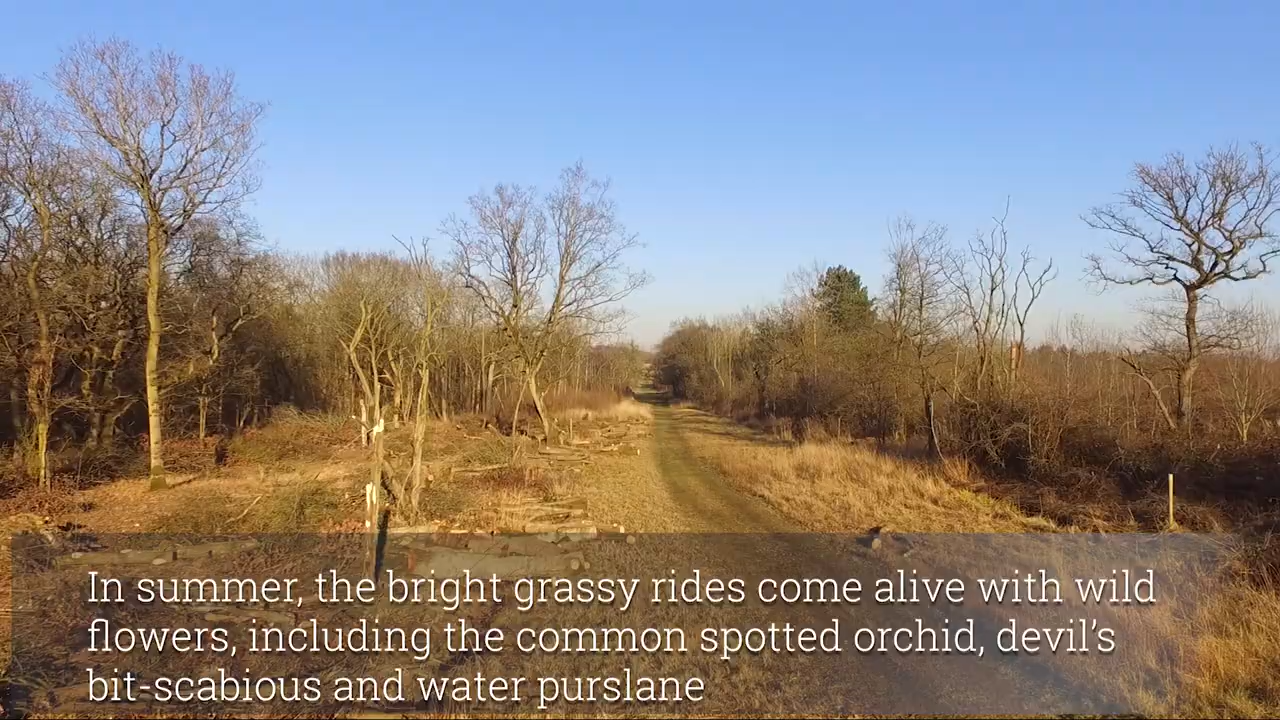 In summer, the bright grassy rides come alive with wild
flowers, including the common spotted orchid, devil’s
bit-scabious and water purslane